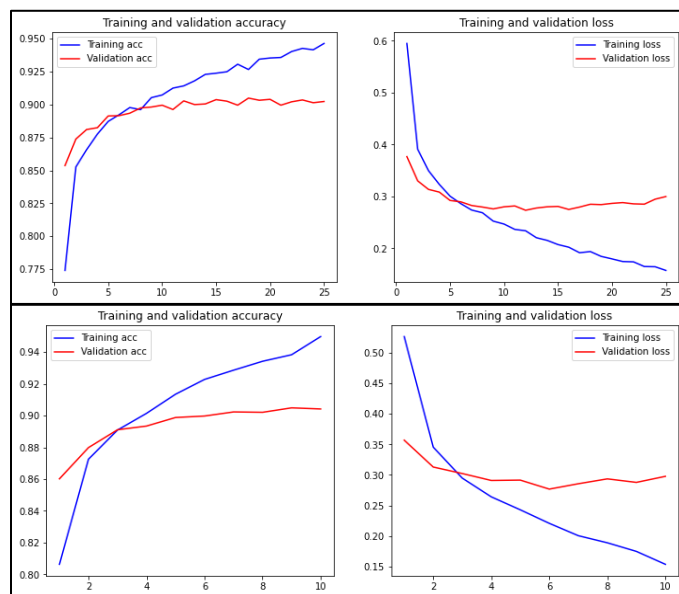 Training and validation accuracy
Training acc
Validation acc
0.950
0.925
0.900
0.875
0.850
0.825
0.800
0.775
0 5 10 15 20 25
Training and validation loss
Training loss
Validation loss
0.6
0.5
0.4
0.3
0.2
0 5 10 15 20 25
Training and validation accuracy
Training acc
Validation acc
0.94
0.92
0.90
0.88
0.86
0.84
0.82
0.80
2 4 6 8 10
Training and validation loss
Training loss
Validation loss
0.50
0.45
0.40
0.35
0.30
0.25
0.20
0.15
2 4 6 8 10